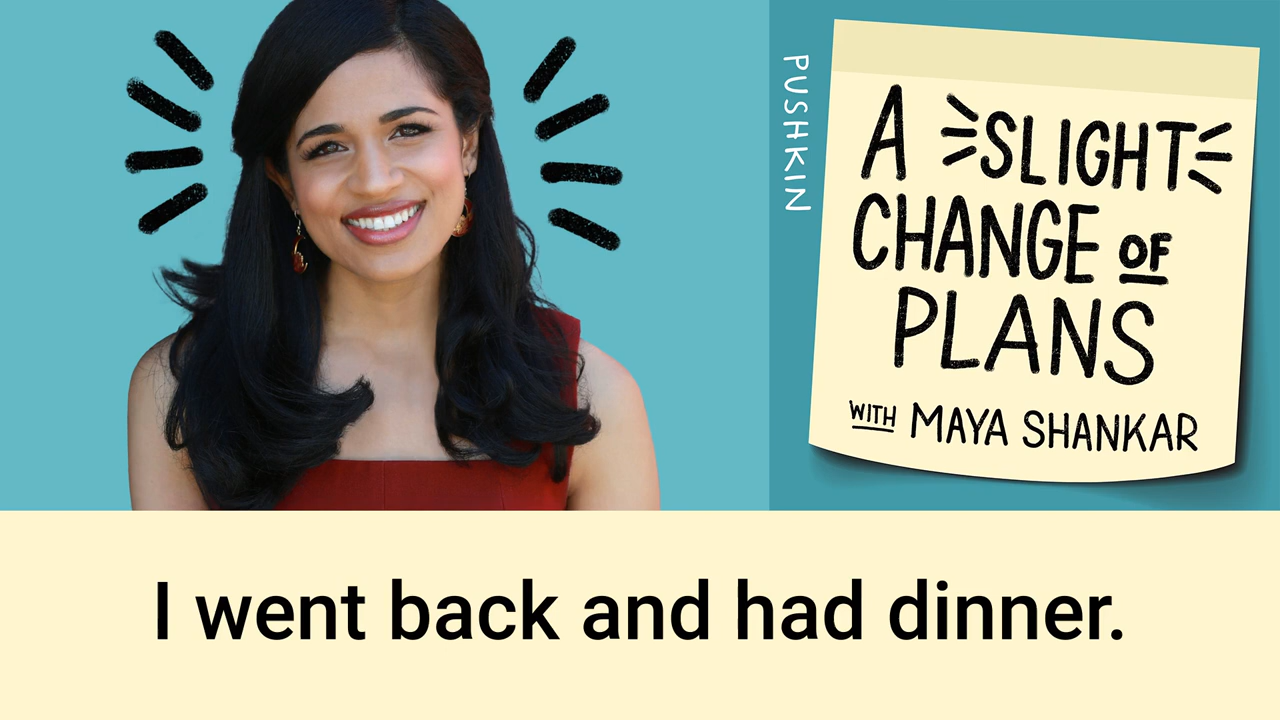 PUSHKIN
A SLIGHT
CHANGE OF
PLANS
WITH MAYA SHANKAR
I went back and had dinner.